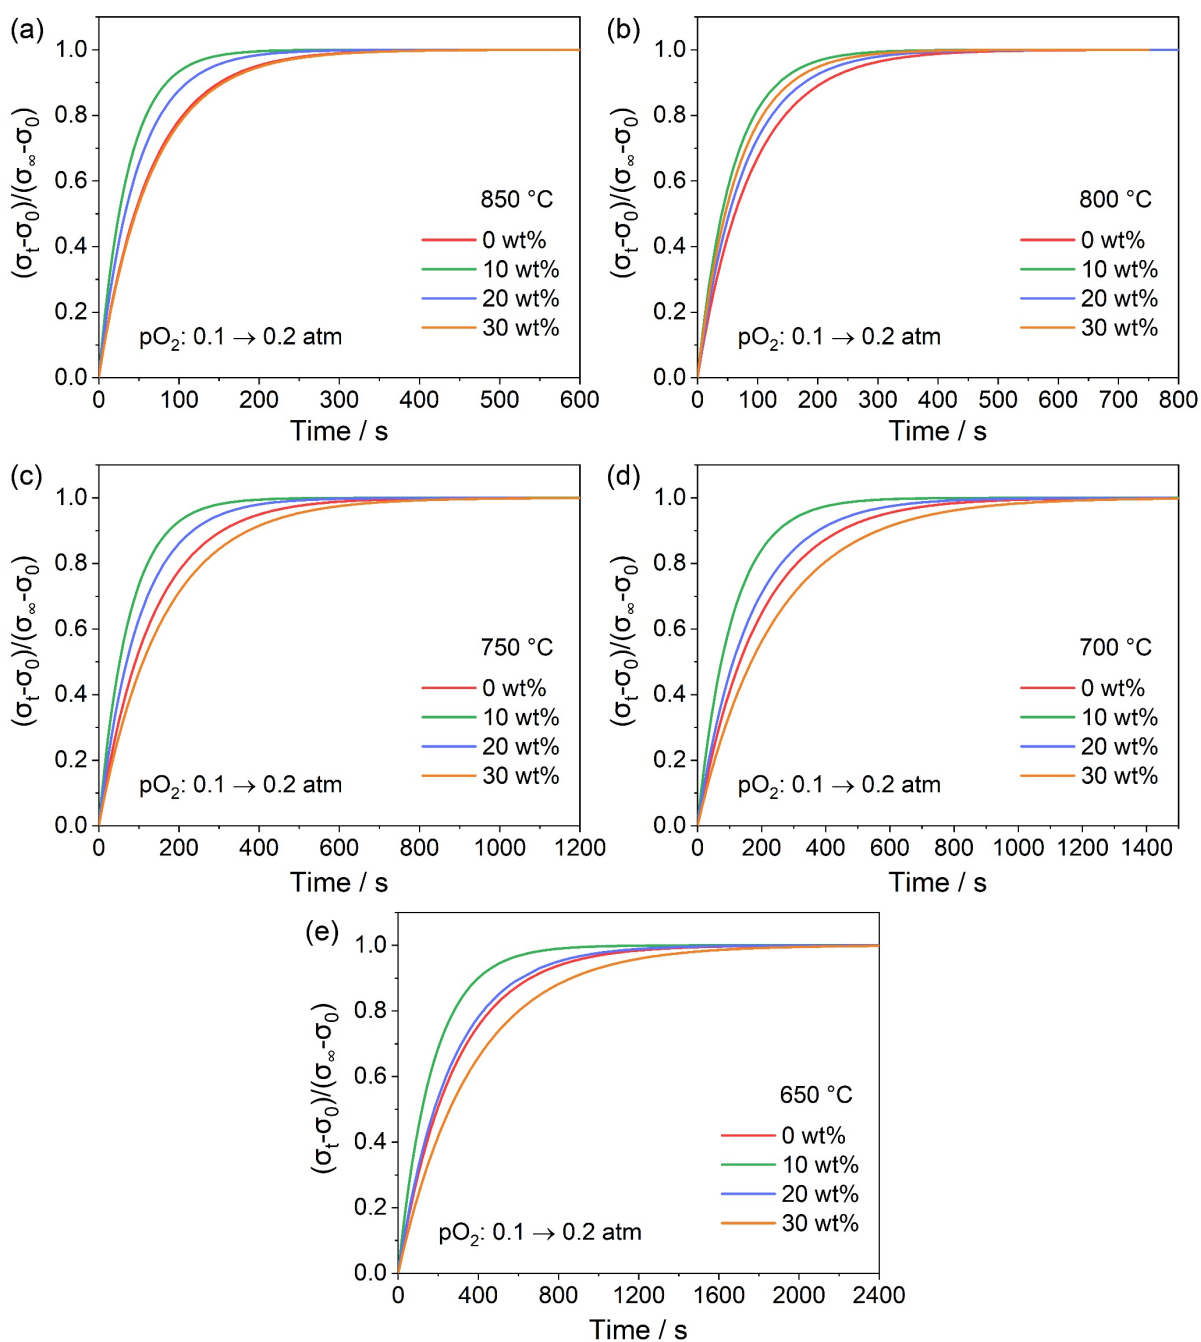 (a)
(σₜ-σ₀)/(σ∞-σ₀)
1.0
0.8
0.6
0.4
0.2
0.0
850 °C
0 wt%
10 wt%
20 wt%
30 wt%
pO₂: 0.1 → 0.2 atm
0 100 200 300 400 500 600
Time / s
(b)
(σₜ-σ₀)/(σ∞-σ₀)
1.0
0.8
0.6
0.4
0.2
0.0
800 °C
0 wt%
10 wt%
20 wt%
30 wt%
pO₂: 0.1 → 0.2 atm
0 100 200 300 400 500 600 700 800
Time / s
(c)
(σₜ-σ₀)/(σ∞-σ₀)
1.0
0.8
0.6
0.4
0.2
0.0
750 °C
0 wt%
10 wt%
20 wt%
30 wt%
pO₂: 0.1 → 0.2 atm
0 200 400 600 800 1000 1200
Time / s
(d)
(σₜ-σ₀)/(σ∞-σ₀)
1.0
0.8
0.6
0.4
0.2
0.0
700 °C
0 wt%
10 wt%
20 wt%
30 wt%
pO₂: 0.1 → 0.2 atm
0 200 400 600 800 1000 1200 1400
Time / s
(e)
(σₜ-σ₀)/(σ∞-σ₀)
1.0
0.8
0.6
0.4
0.2
0.0
650 °C
0 wt%
10 wt%
20 wt%
30 wt%
pO₂: 0.1 → 0.2 atm
0 400 800 1200 1600 2000 2400
Time / s